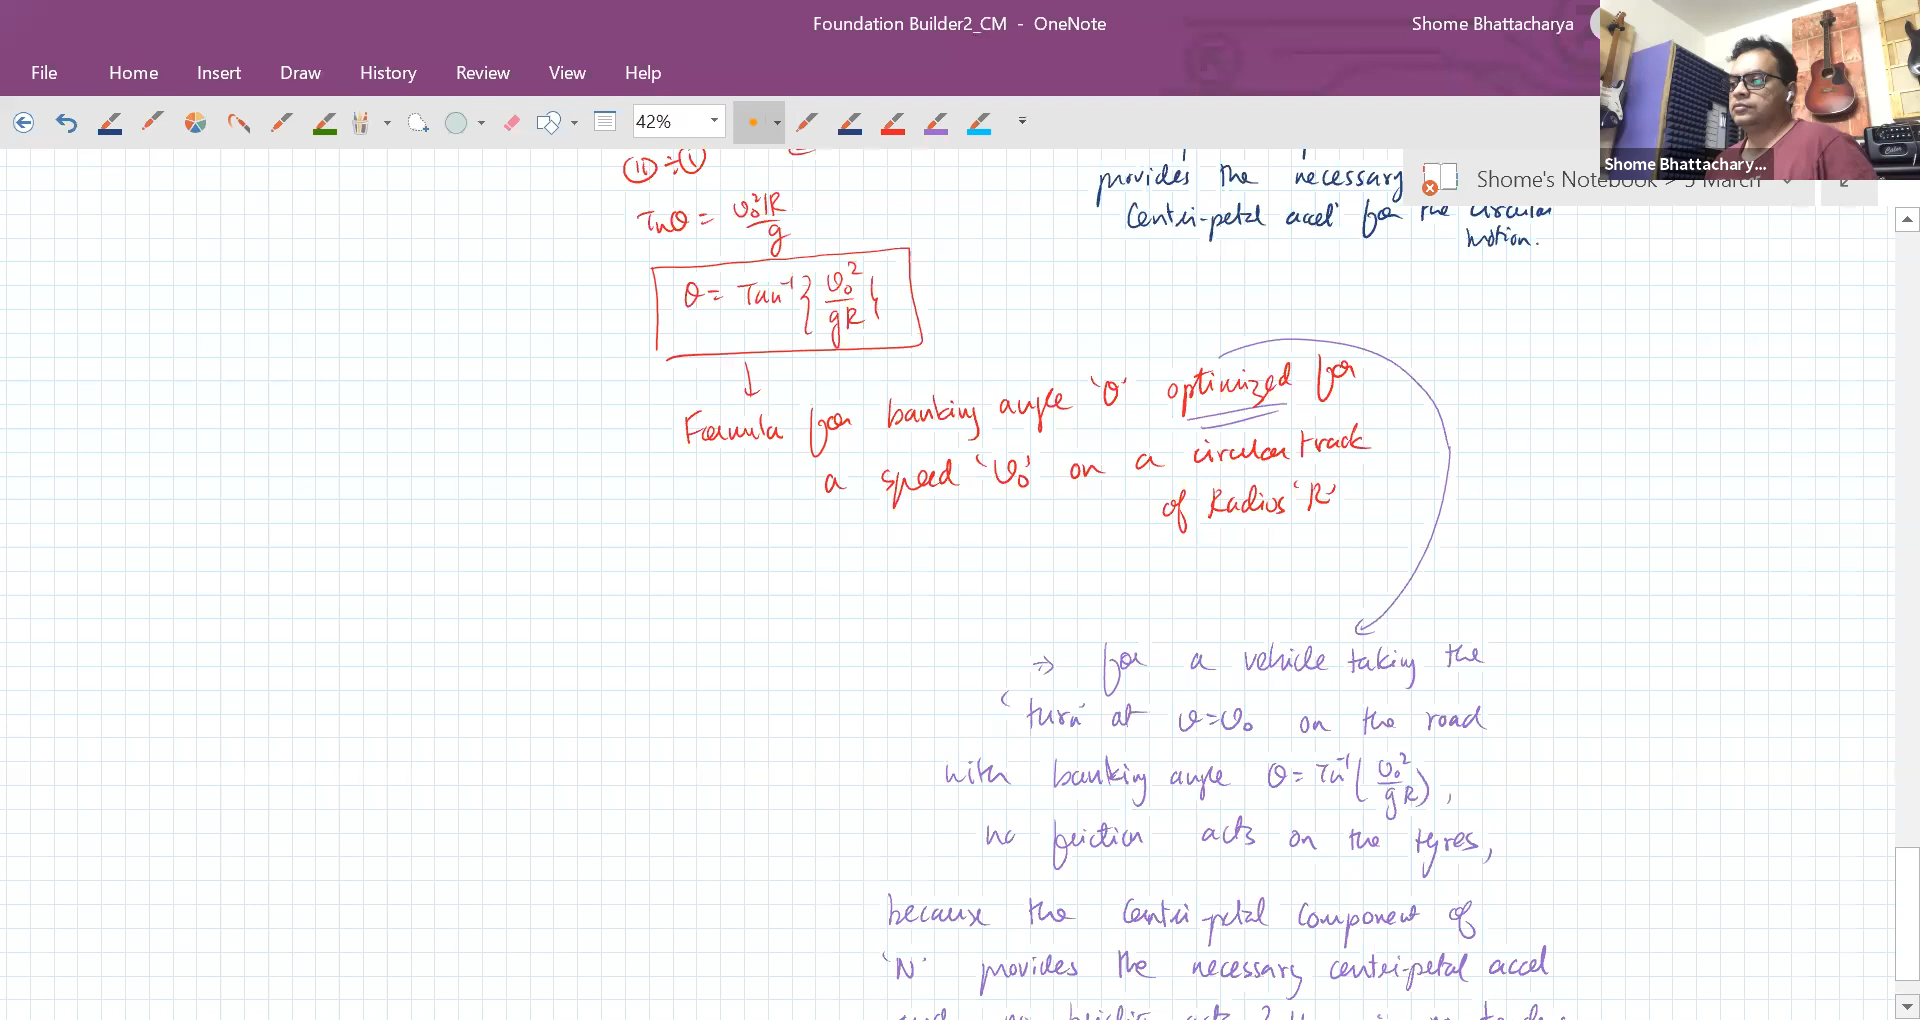 Foundation Builder2_CM - OneNote
Shome Bhattacharya
File Home Insert Draw History Review View Help
42%
Shome Bhattachary...
Shome's Notebook > 5 March
(ii) ÷ (i)
Tanθ = v₀²/R / g
θ = Tan⁻¹ { v₀² / gR }
Formula for banking angle 'θ' optimized for
a speed 'v₀' on a circular track
of Radius 'R'
provides the necessary
Centri-petal accelⁿ for the circular
motion.
→ for a vehicle taking the
'turn' at v=v₀ on the road
with banking angle θ = Tan⁻¹ ( v₀² / gR ),
no friction acts on the tyres,
because the Centri-petal component of
'N' provides the necessary centri-petal accel